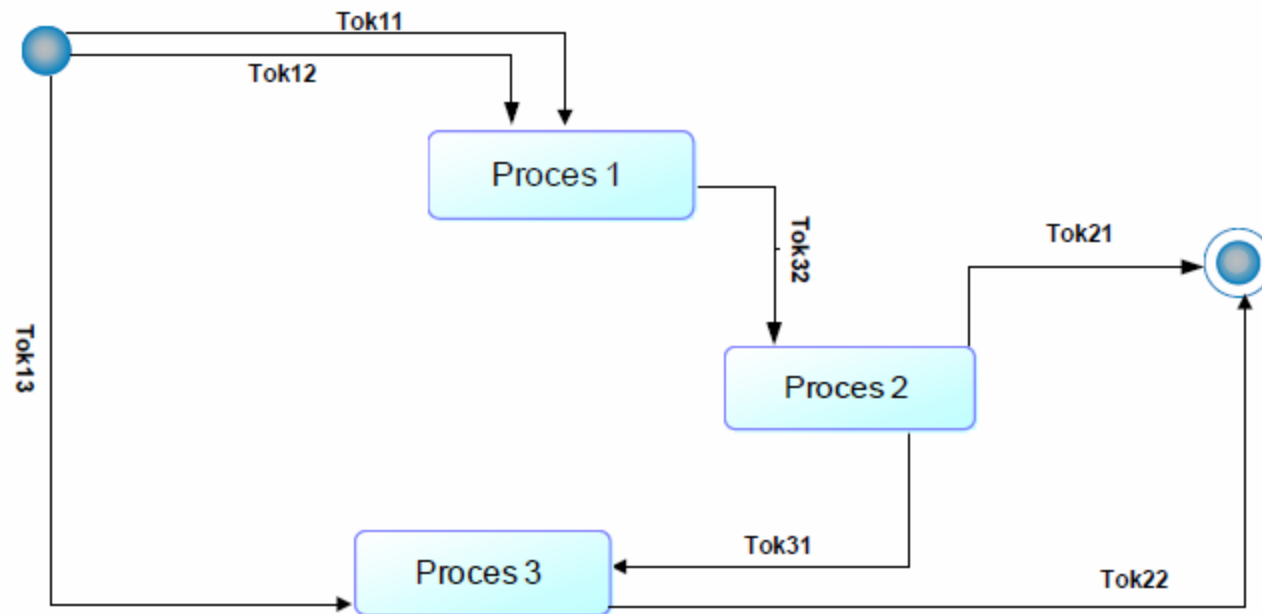 Tok11
Tok12
Proces 1
Tok32
Tok21
Tok13
Proces 2
Tok31
Proces 3
Tok22